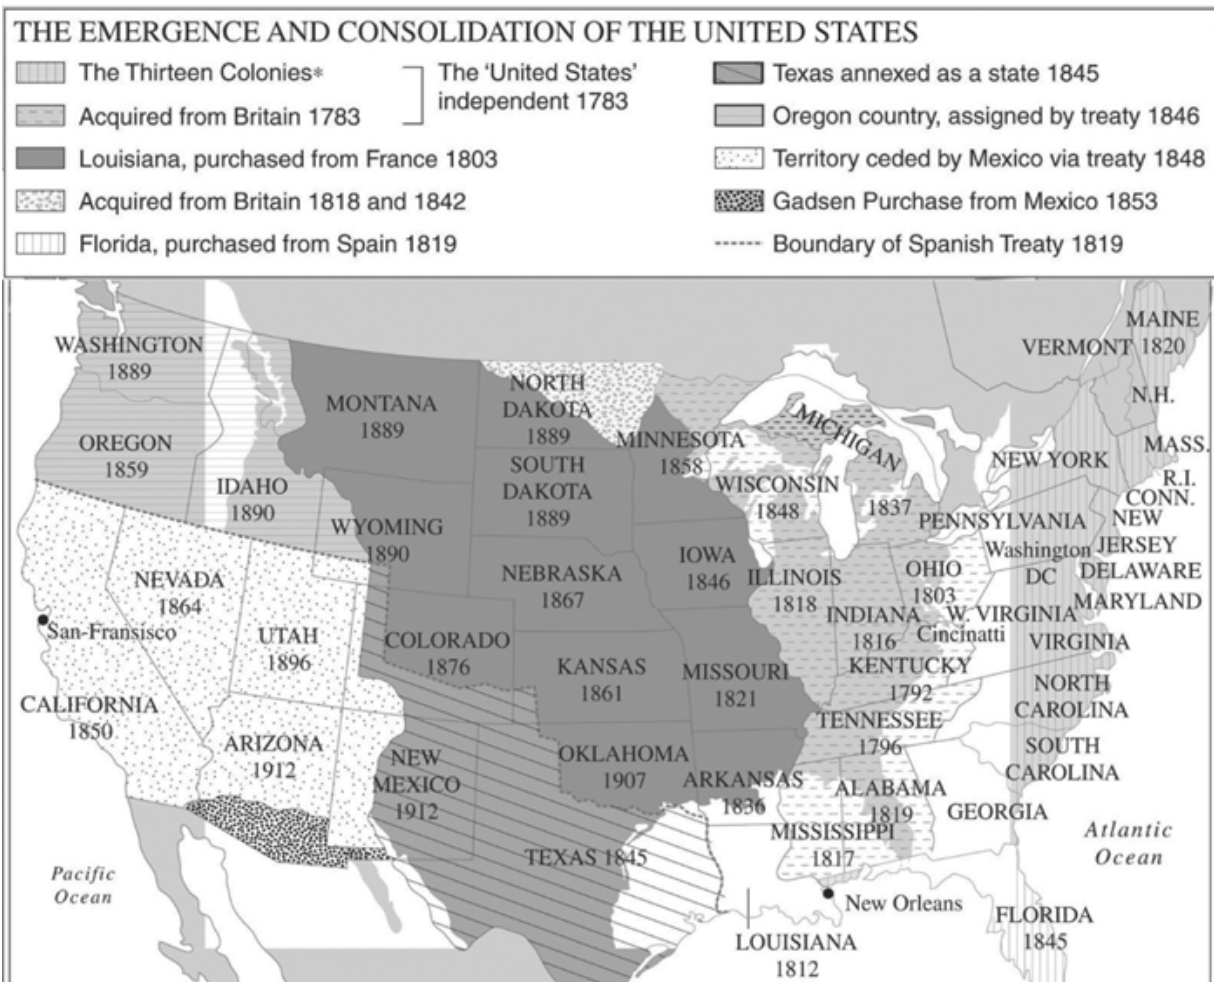 THE EMERGENCE AND CONSOLIDATION OF THE UNITED STATES
The Thirteen Colonies*
Acquired from Britain 1783
The 'United States'
independent 1783
Louisiana, purchased from France 1803
Acquired from Britain 1818 and 1842
Florida, purchased from Spain 1819
Texas annexed as a state 1845
Oregon country, assigned by treaty 1846
Territory ceded by Mexico via treaty 1848
Gadsen Purchase from Mexico 1853
Boundary of Spanish Treaty 1819
WASHINGTON
1889
OREGON
1859
IDAHO
1890
MONTANA
1889
WYOMING
1890
NORTH
DAKOTA
1889
SOUTH
DAKOTA
1889
MINNESOTA
1858
WISCONSIN
1848
MICHIGAN
1837
IOWA
1846
NEBRASKA
1867
ILLINOIS
1818
INDIANA
1816
OHIO
1803
VERMONT
MAINE
1820
N.H.
MASS.
R.I.
CONN.
NEW YORK
PENNSYLVANIA
NEW
JERSEY
Washington
DC
DELAWARE
MARYLAND
W. VIRGINIA
Cincinatti
VIRGINIA
KENTUCKY
1792
NORTH
CAROLINA
TENNESSEE
1796
SOUTH
CAROLINA
NEVADA
1864
San-Fransisco
UTAH
1896
COLORADO
1876
KANSAS
1861
MISSOURI
1821
CALIFORNIA
1850
ARIZONA
1912
NEW
MEXICO
1912
OKLAHOMA
1907
ARKANSAS
1836
ALABAMA
1819
GEORGIA
MISSISSIPPI
1817
TEXAS 1845
New Orleans
LOUISIANA
1812
FLORIDA
1845
Pacific
Ocean
Atlantic
Ocean